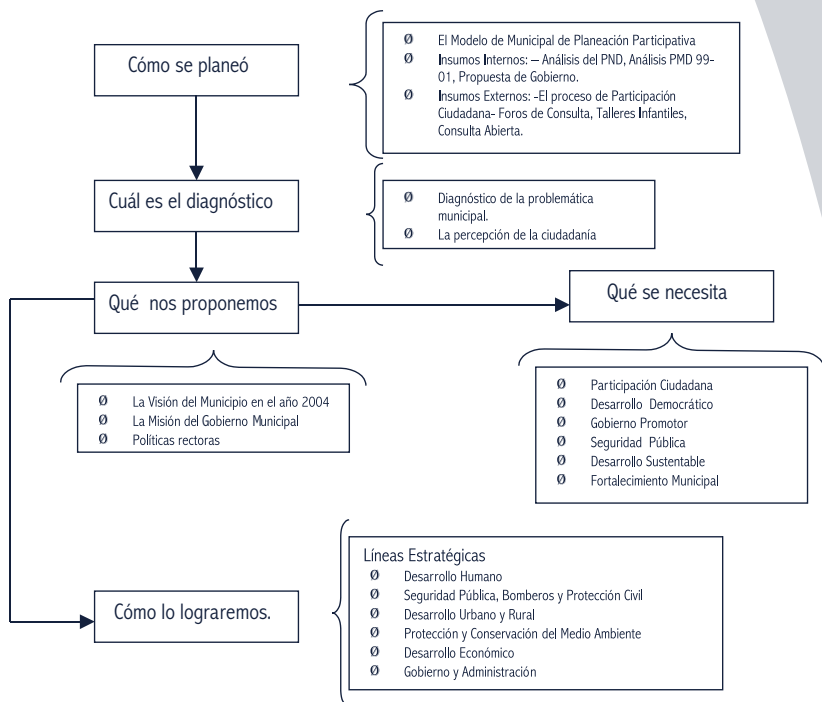 Cómo se planeó
Ø El Modelo de Municipal de Planeación Participativa
Ø Insumos Internos: – Análisis del PND, Análisis PMD 99-
01, Propuesta de Gobierno.
Ø Insumos Externos: -El proceso de Participación
Ciudadana- Foros de Consulta, Talleres Infantiles,
Consulta Abierta.
Cuál es el diagnóstico
Ø Diagnóstico de la problemática
municipal.
Ø La percepción de la ciudadanía
Qué nos proponemos
Qué se necesita
Ø La Visión del Municipio en el año 2004
Ø La Misión del Gobierno Municipal
Ø Políticas rectoras
Ø Participación Ciudadana
Ø Desarrollo Democrático
Ø Gobierno Promotor
Ø Seguridad Pública
Ø Desarrollo Sustentable
Ø Fortalecimiento Municipal
Cómo lo lograremos.
Líneas Estratégicas
Ø Desarrollo Humano
Ø Seguridad Pública, Bomberos y Protección Civil
Ø Desarrollo Urbano y Rural
Ø Protección y Conservación del Medio Ambiente
Ø Desarrollo Económico
Ø Gobierno y Administración